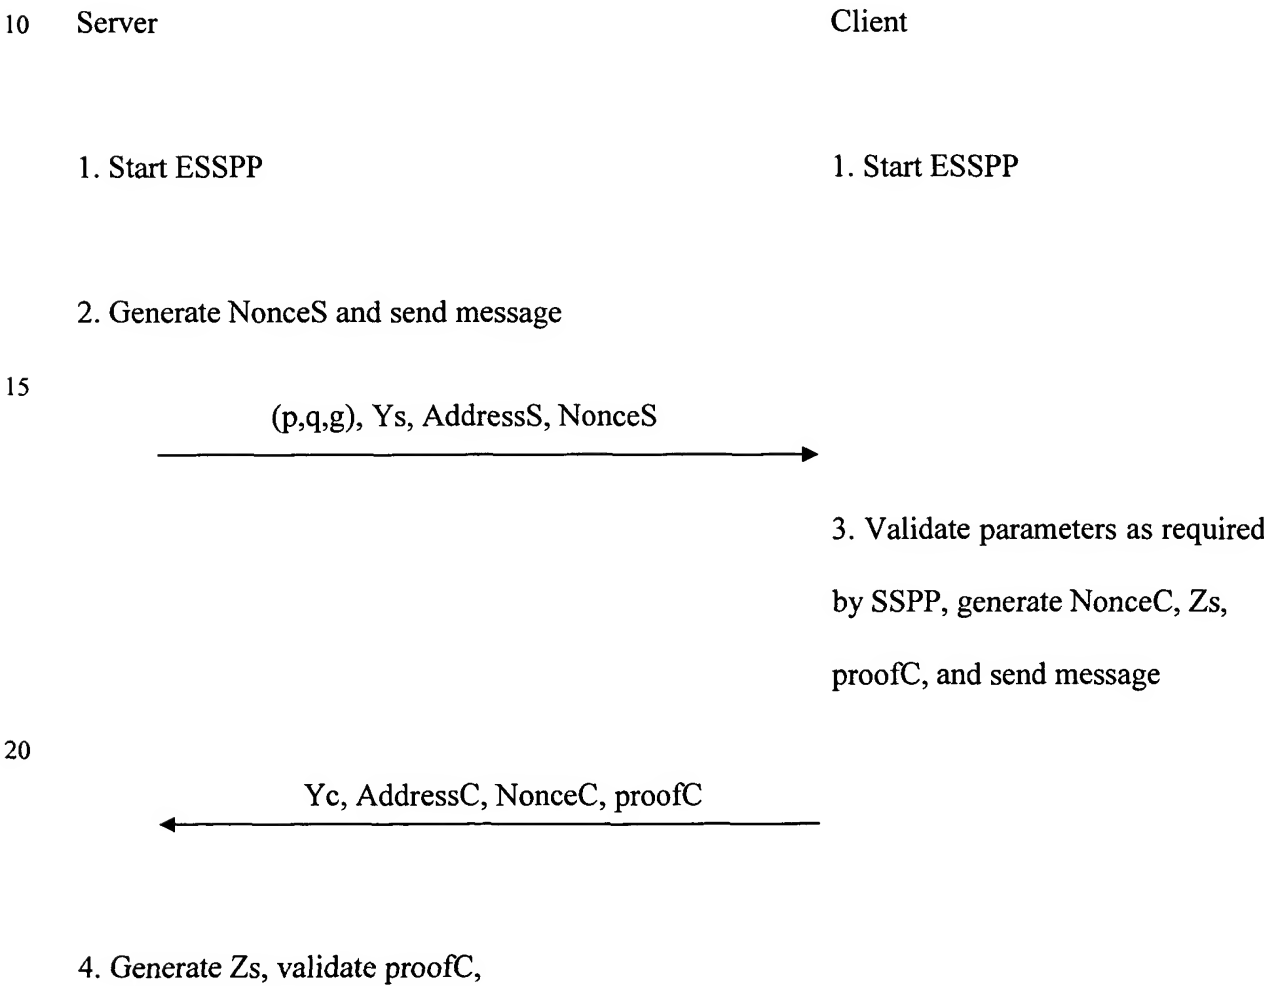 10 Server Client
1. Start ESSPP 1. Start ESSPP
2. Generate NonceS and send message
15
(p,q,g), Ys, AddressS, NonceS
3. Validate parameters as required
by SSPP, generate NonceC, Zs,
proofC, and send message
20
Yc, AddressC, NonceC, proofC
4. Generate Zs, validate proofC,